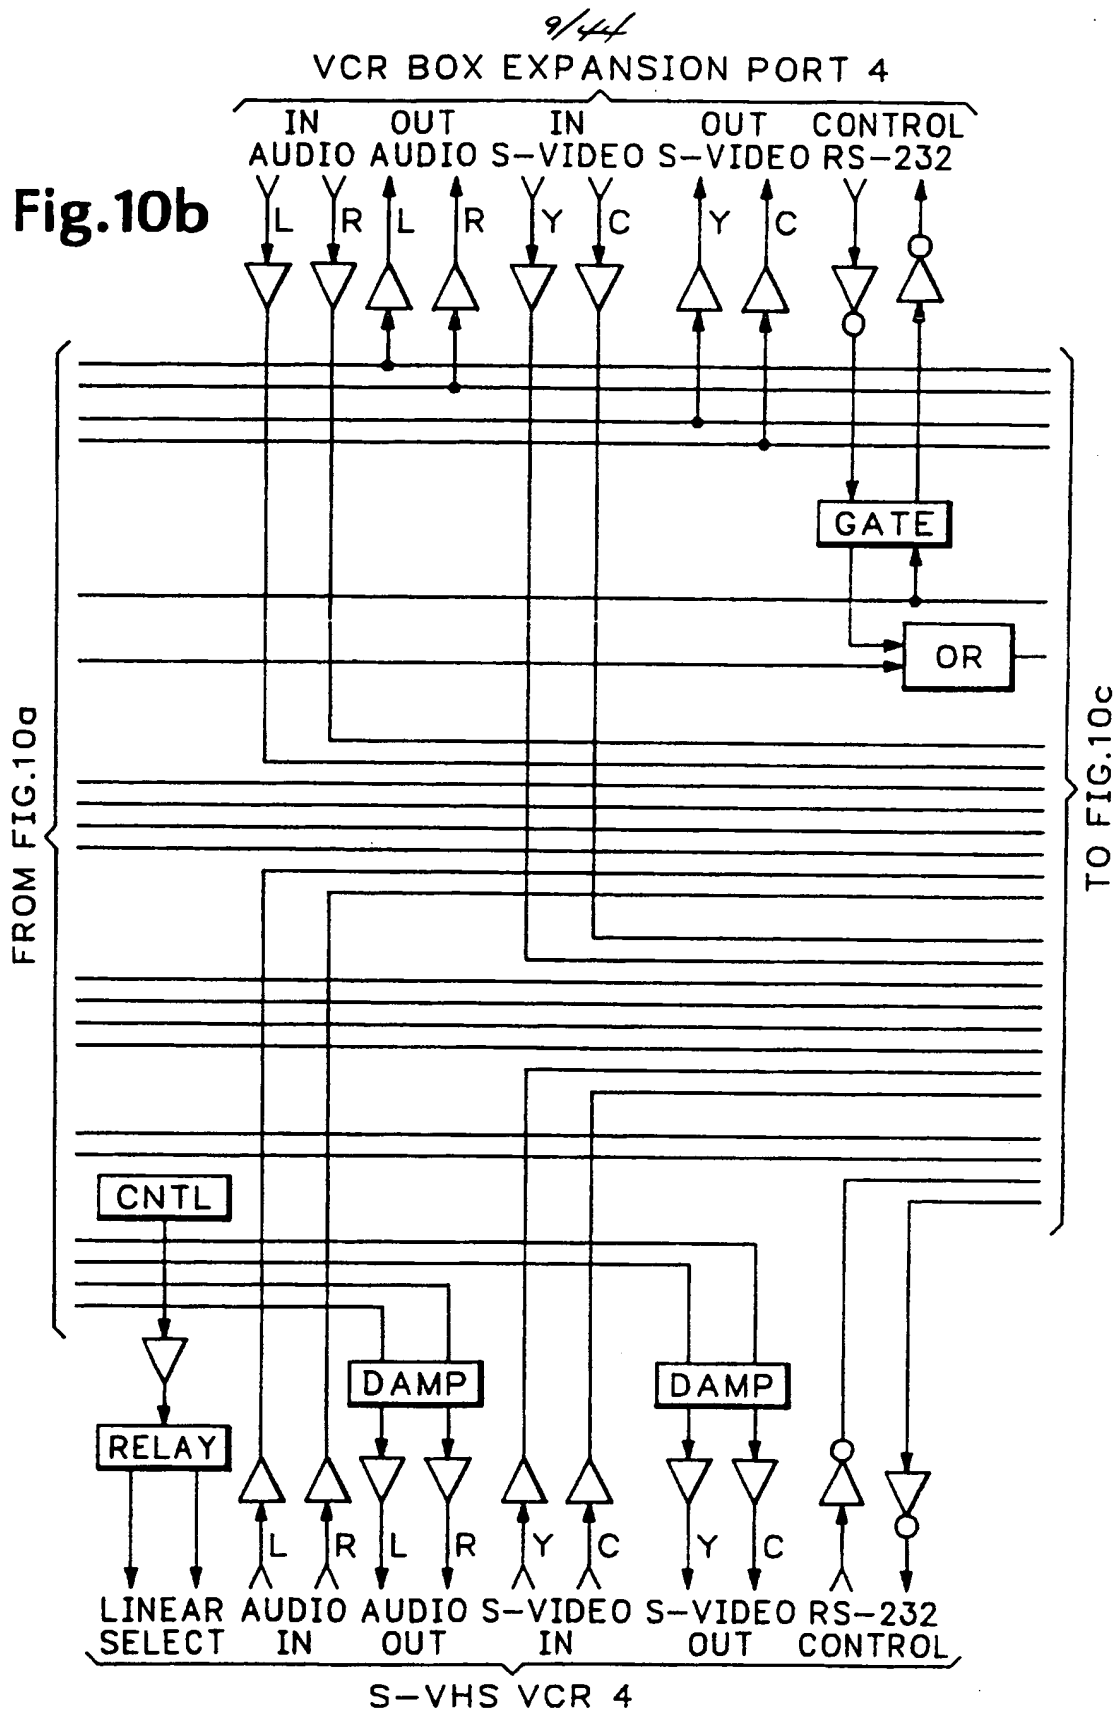 9/44
VCR BOX EXPANSION PORT 4
IN OUT IN OUT CONTROL
AUDIO AUDIO S-VIDEO S-VIDEO RS-232
Fig.10b
L R L R Y C Y C
GATE
OR
FROM FIG.10a
TO FIG.10c
CNTL
DAMP DAMP
RELAY
L R L R Y C Y C
LINEAR AUDIO AUDIO S-VIDEO S-VIDEO RS-232
SELECT IN OUT IN OUT CONTROL
S-VHS VCR 4